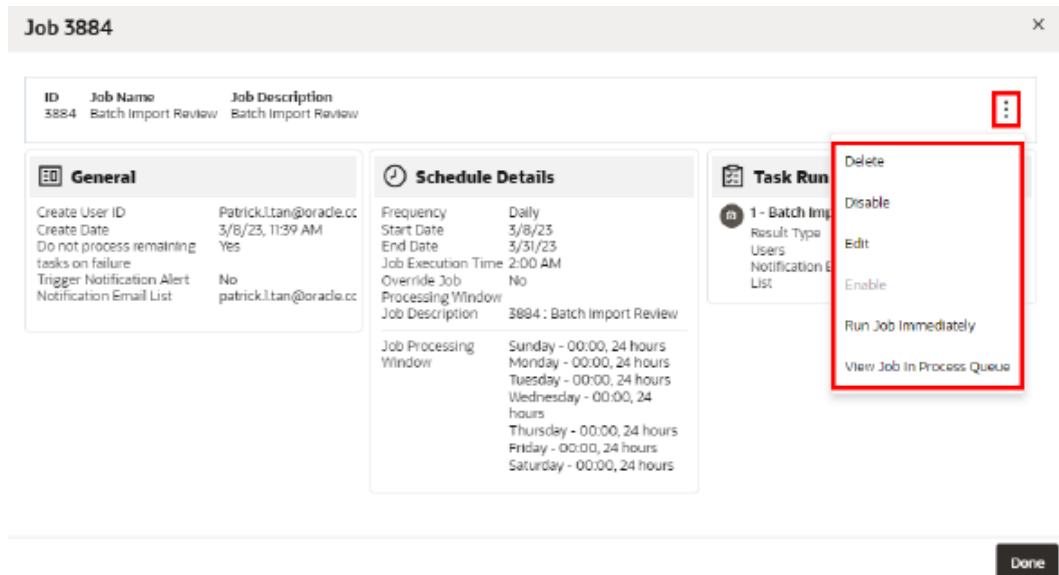 Job 3884
×
ID Job Name Job Description
3884 Batch Import Review Batch Import Review
General
Create User ID Patrick.l.tan@oracle.cc
Create Date 3/8/23, 11:39 AM
Do not process remaining Yes
tasks on failure
Trigger Notification Alert No
Notification Email List patrick.l.tan@oracle.cc
Schedule Details
Frequency Daily
Start Date 3/8/23
End Date 3/31/23
Job Execution Time 2:00 AM
Override Job No
Processing Window
Job Description 3884 : Batch Import Review
Job Processing Sunday - 00:00, 24 hours
Window Monday - 00:00, 24 hours
Tuesday - 00:00, 24 hours
Wednesday - 00:00, 24
hours
Thursday - 00:00, 24 hours
Friday - 00:00, 24 hours
Saturday - 00:00, 24 hours
Task Run
1 - Batch Imp
Result Type
Users
Notification E
List
Delete
Disable
Edit
Enable
Run Job Immediately
View Job In Process Queue
Done